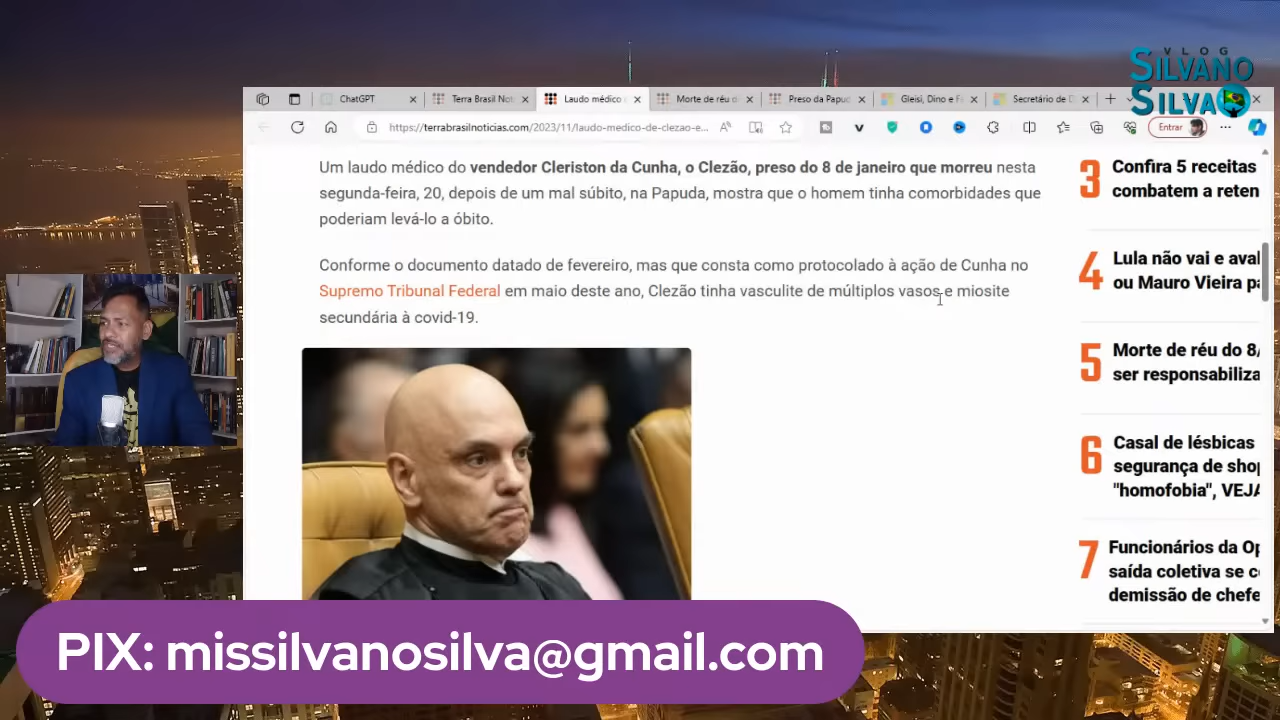 VLOG
SILVANO
SILVA
ChatGPT
Terra Brasil Not
Laudo médico
Morte de réu d
Preso da Papu
Gleisi, Dino e F
Secretário de D
https://terrabrasilnoticias.com/2023/11/laudo-medico-de-clezao-e...
Entrar
Um laudo médico do vendedor Cleriston da Cunha, o Clezão, preso do 8 de janeiro que morreu nesta
segunda-feira, 20, depois de um mal súbito, na Papuda, mostra que o homem tinha comorbidades que
poderiam levá-lo a óbito.
Conforme o documento datado de fevereiro, mas que consta como protocolado à ação de Cunha no
Supremo Tribunal Federal em maio deste ano, Clezão tinha vasculite de múltiplos vasos e miosite
secundária à covid-19.
3 Confira 5 receitas
combatem a reten
4 Lula não vai e aval
ou Mauro Vieira pa
5 Morte de réu do 8/
ser responsabiliza
6 Casal de lésbicas
segurança de shop
"homofobia", VEJA
7 Funcionários da Op
saída coletiva se co
demissão de chefe
PIX: missilvanosilva@gmail.com